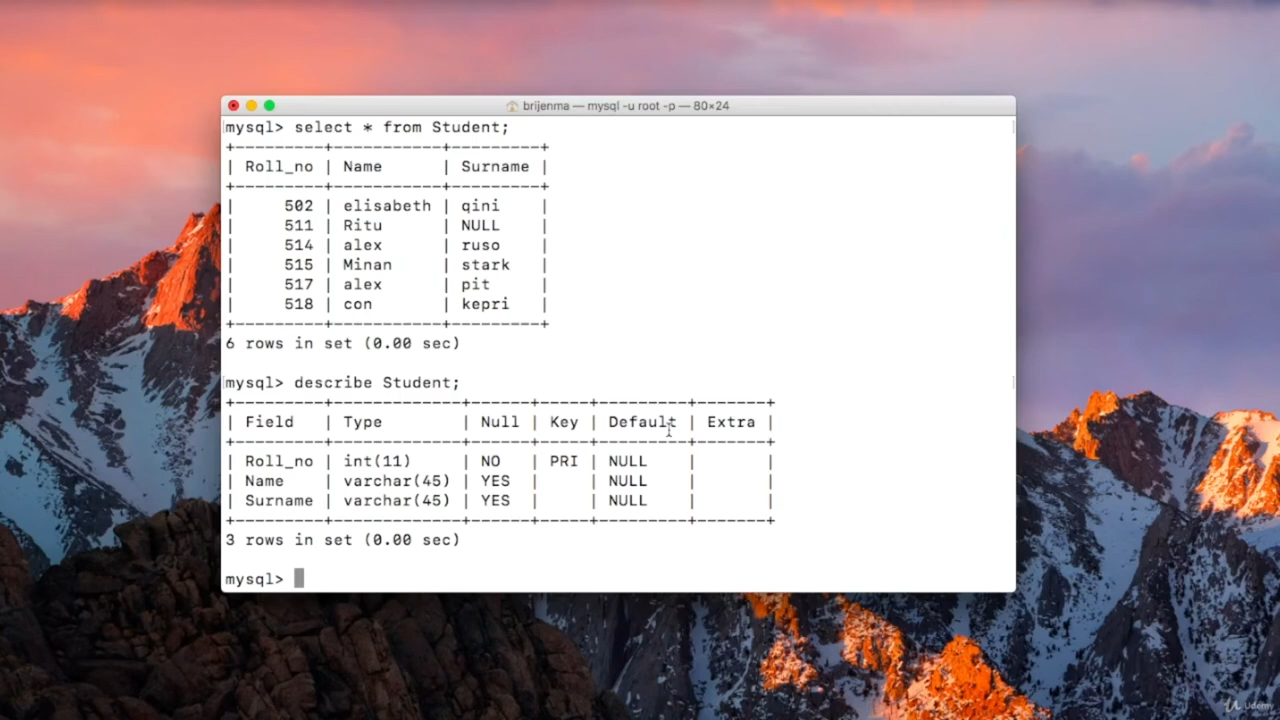 brijenma — mysql -u root -p — 80×24
mysql> select * from Student;
+---------+-----------+---------+
| Roll_no | Name      | Surname |
+---------+-----------+---------+
|     502 | elisabeth | qini    |
|     511 | Ritu      | NULL    |
|     514 | alex      | ruso    |
|     515 | Minan     | stark   |
|     517 | alex      | pit     |
|     518 | con       | kepri   |
+---------+-----------+---------+
6 rows in set (0.00 sec)
mysql> describe Student;
+---------+-------------+------+-----+---------+-------+
| Field   | Type        | Null | Key | Default | Extra |
+---------+-------------+------+-----+---------+-------+
| Roll_no | int(11)     | NO   | PRI | NULL    |       |
| Name    | varchar(45) | YES  |     | NULL    |       |
| Surname | varchar(45) | YES  |     | NULL    |       |
+---------+-------------+------+-----+---------+-------+
3 rows in set (0.00 sec)
mysql>
Udemy